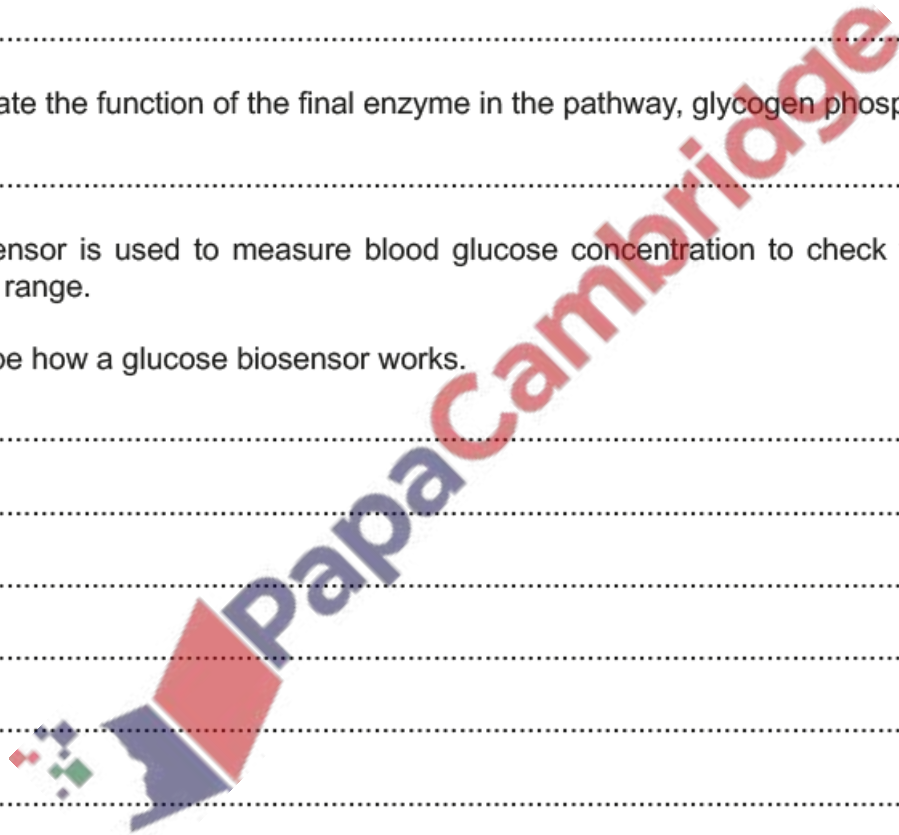 ate the function of the final enzyme in the pathway, glycogen phosp
ensor is used to measure blood glucose concentration to check
range.
be how a glucose biosensor works.
PapaCambridge